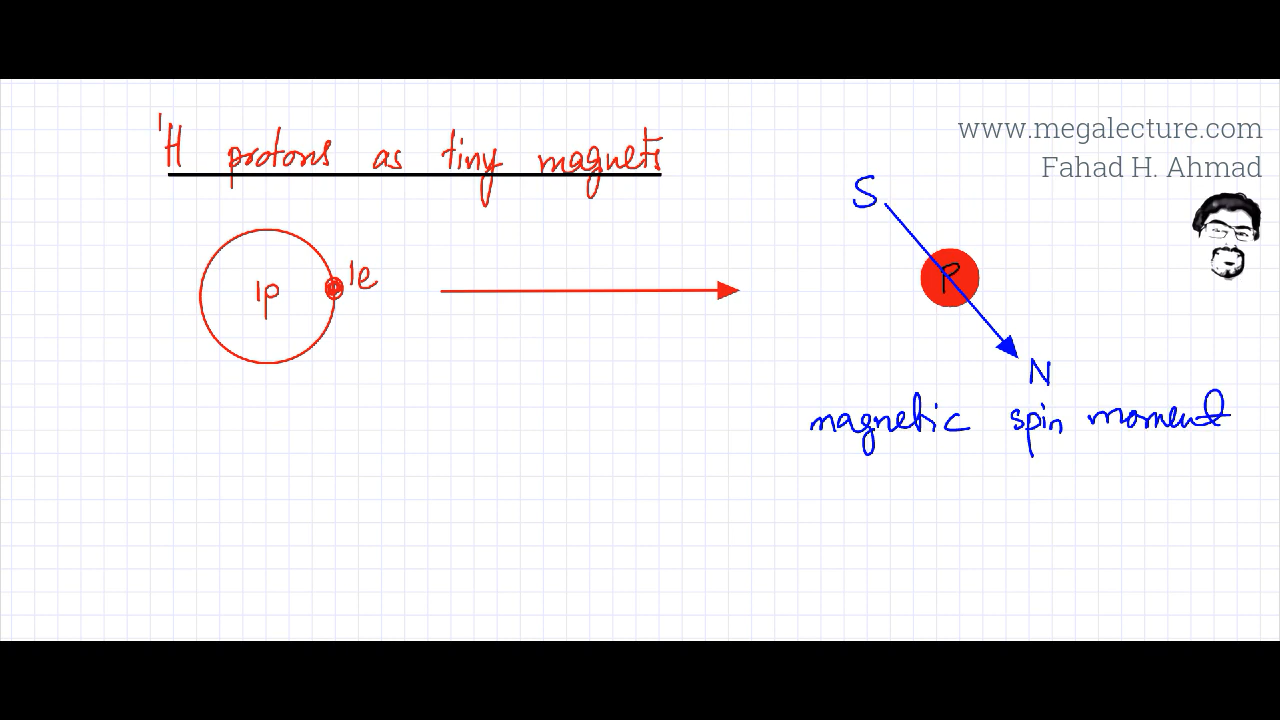 ¹H protons as tiny magnets
www.megalecture.com
Fahad H. Ahmad
1p
1e
S
P
N
magnetic spin moment